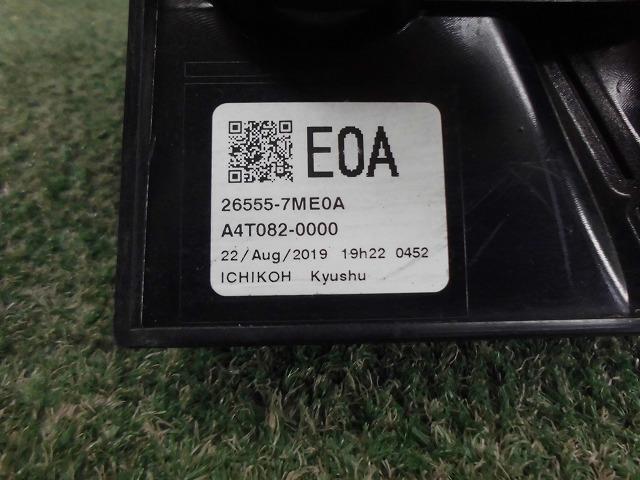 E0A
26555-7ME0A
A4T082-0000
22/Aug/2019 19h22 0452
ICHIKOH Kyushu